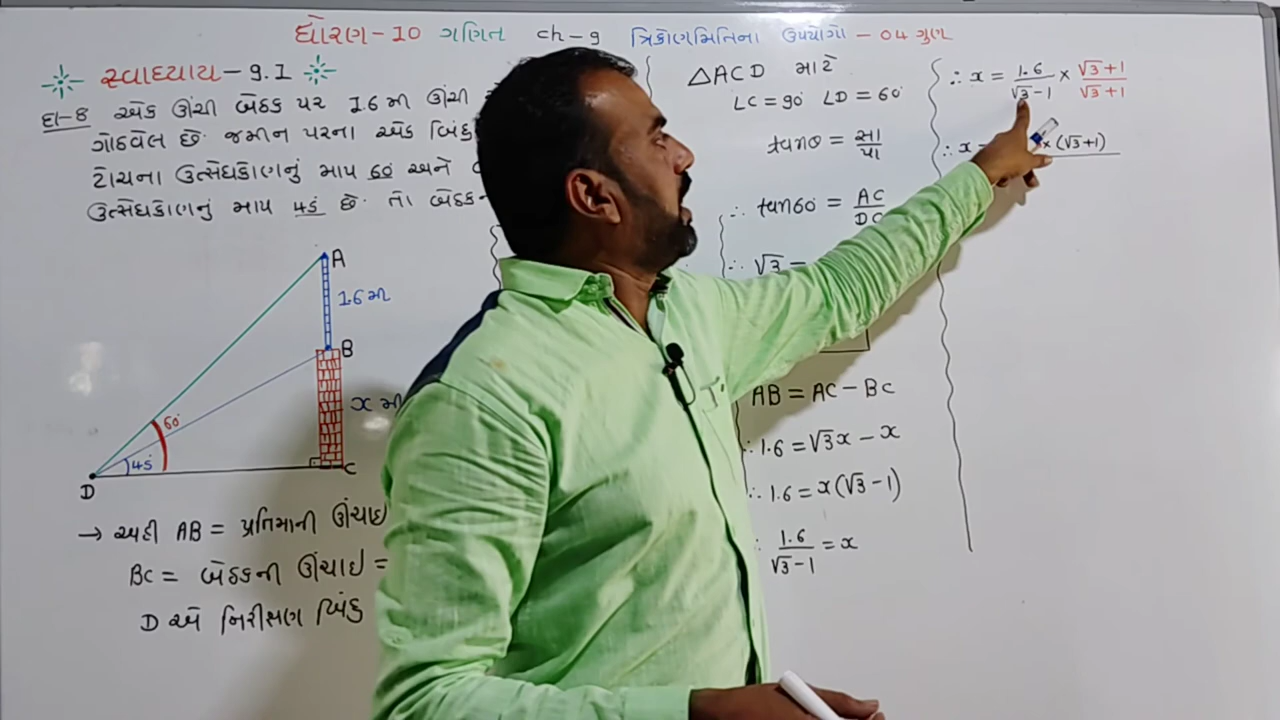 ધોરણ-10 ગણિત ch-9 ત્રિકોણમિતિના ઉપયોગો - 04 ગુણ
સ્વાધ્યાય-9.1
દા-8 એક ઊંચી બેઠક પર 1.6 મી ઊંચી
ગોઠવેલ છે. જમીન પરના એક બિંદુ
ટોચના ઉત્સેધકોણનું માપ 60° અને
ઉત્સેધકોણનું માપ 45° છે. તો બેઠક
A
1.6 મી
B
x મી
60°
45°
D
C
→ અહી AB = પ્રતિમાની ઊંચાઇ
BC = બેઠકની ઊંચાઇ =
D એ નિરીક્ષણ બિંદુ
△ACD માટે
∠C = 90° ∠D = 60°
tanθ = સા/પા
∴ tan60° = AC/DC
∴ √3 =
AB = AC - BC
∴ 1.6 = √3x - x
∴ 1.6 = x(√3 - 1)
∴ 1.6/√3-1 = x
∴ x = 1.6/√3-1 × √3+1/√3+1
∴ x = × (√3+1)